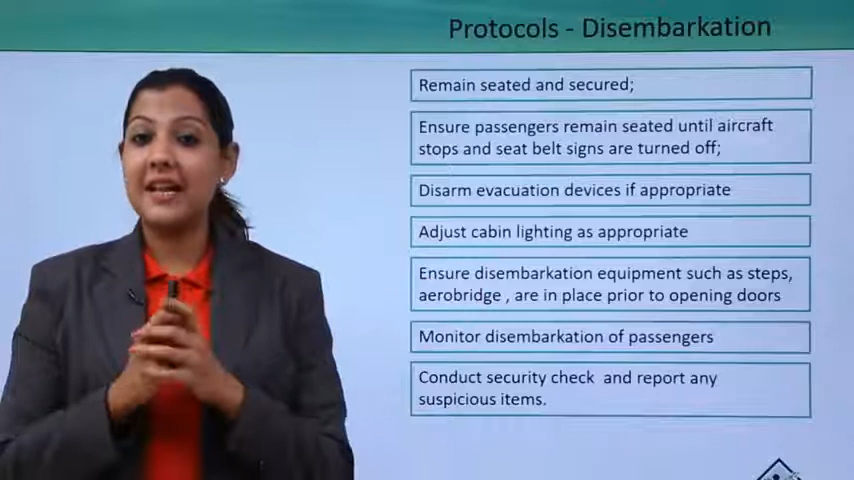 Protocols - Disembarkation
Remain seated and secured;
Ensure passengers remain seated until aircraft
stops and seat belt signs are turned off;
Disarm evacuation devices if appropriate
Adjust cabin lighting as appropriate
Ensure disembarkation equipment such as steps,
aerobridge , are in place prior to opening doors
Monitor disembarkation of passengers
Conduct security check  and report any
suspicious items.